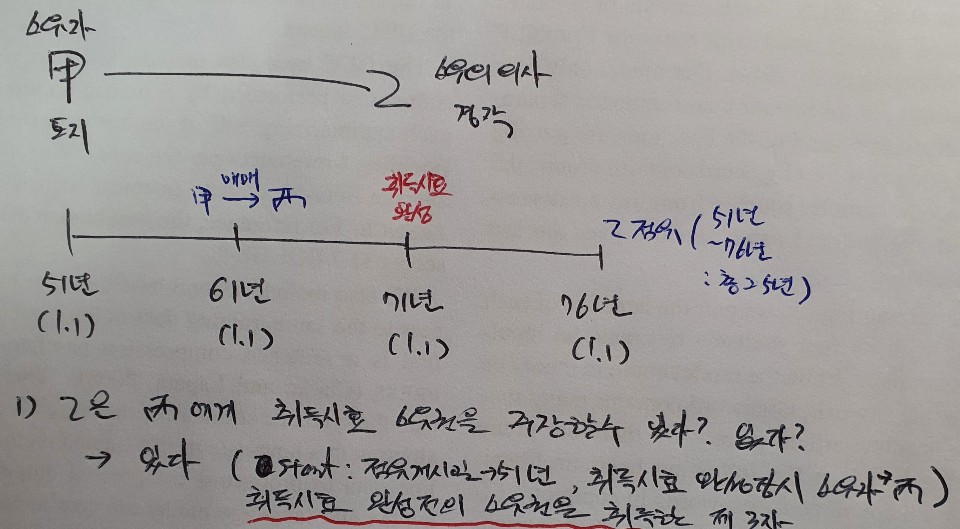 소유자
甲 → 乙 소유의 의사
토지 경락
甲 매매→ 丙 취득시효 완성
乙 점유 (51년 ~76년 : 총25년)
51년 61년 71년 76년
(1.1) (1.1) (1.1) (1.1)
1) 乙은 丙에게 취득시효 소유권을 주장할수 있다? 없다?
→ 있다 ( start : 점유개시일→51년, 취득시효 완성당시 소유자→丙)
취득시효 완성전의 소유권을 취득한 제 3자